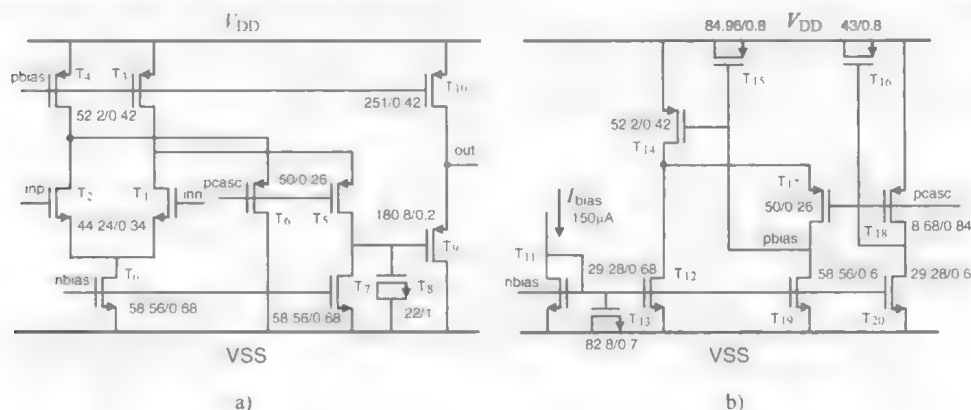 V_DD
pbias
T4
T3
T10
52 2/0 42
251/0 42
out
inp
T2
T1
inn
pcasc
50/0 26
T6
T5
44 24/0 34
180 8/0.2
T9
nbias
58 56/0 68
58 56/0 68
T7
T8
22/1
VSS
a)
84.96/0.8
V_DD
43/0.8
T15
T16
52 2/0 42
T14
I_bias
150µA
T17
50/0 26
pcasc
T18
8 68/0 84
pbias
T11
nbias
29 28/0 68
T12
58 56/0 6
29 28/0 6
T13
T19
T20
82 8/0.7
VSS
b)